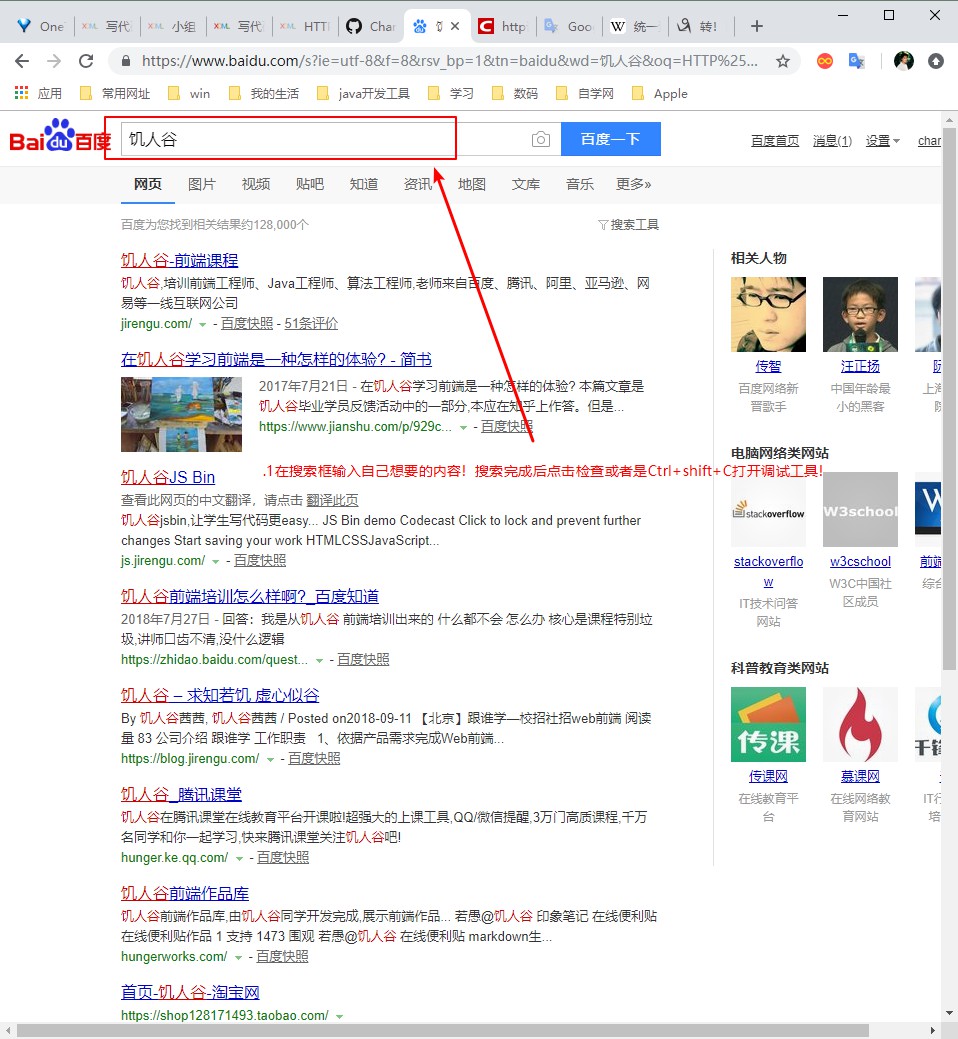 One
写代
小组
写代
HTT
Cha
http
Goo
统一
转!
https://www.baidu.com/s?ie=utf-8&f=8&rsv_bp=1&tn=baidu&wd=饥人谷&oq=HTTP%25...
应用 常用网址 win 我的生活 java开发工具 学习 数码 自学网 Apple
Bai du 百度
饥人谷
百度一下
百度首页 消息(1) 设置 char
网页 图片 视频 贴吧 知道 资讯 地图 文库 音乐 更多»
百度为您找到相关结果约128,000个
搜索工具
饥人谷-前端课程
饥人谷,培训前端工程师、Java工程师、算法工程师,老师来自百度、腾讯、阿里、亚马逊、网
易等一线互联网公司
jirengu.com/ - 百度快照 - 51条评价
在饥人谷学习前端是一种怎样的体验? - 简书
2017年7月21日 - 在饥人谷学习前端是一种怎样的体验? 本篇文章是
饥人谷毕业学员反馈活动中的一部分,本应在知乎上作答。但是...
https://www.jianshu.com/p/929c... - 百度快照
.1在搜索框输入自己想要的内容！搜索完成后点击检查或者是Ctrl+shift+C打开调试工具！
饥人谷JS Bin
查看此网页的中文翻译，请点击 翻译此页
饥人谷jsbin,让学生写代码更easy... JS Bin demo Codecast Click to lock and prevent further
changes Start saving your work HTMLCSSJavaScript...
js.jirengu.com/ - 百度快照
饥人谷前端培训怎么样啊?_百度知道
2018年7月27日 - 回答：我是从饥人谷 前端培训出来的 什么都不会 怎么办 核心是课程特别垃
圾,讲师口齿不清,没什么逻辑
https://zhidao.baidu.com/quest... - 百度快照
饥人谷 – 求知若饥 虚心似谷
By 饥人谷茜茜, 饥人谷茜茜 / Posted on2018-09-11 【北京】跟谁学—校招社招web前端 阅读
量 83 公司介绍 跟谁学 工作职责 1、依据产品需求完成Web前端...
https://blog.jirengu.com/ - 百度快照
饥人谷_腾讯课堂
饥人谷在腾讯课堂在线教育平台开课啦!超强大的上课工具,QQ/微信提醒,3万门高质课程,千万
名同学和你一起学习,快来腾讯课堂关注饥人谷吧!
hunger.ke.qq.com/ - 百度快照
饥人谷前端作品库
饥人谷前端作品库,由饥人谷同学开发完成,展示前端作品... 若愚@饥人谷 印象笔记 在线便利贴
在线便利贴作品 1 支持 1473 围观 若愚@饥人谷 在线便利贴 markdown生...
hungerworks.com/ - 百度快照
首页-饥人谷-淘宝网
https://shop128171493.taobao.com/
相关人物
传智 汪正扬
百度网络新 中国年龄最 上海
晋歌手 小的黑客 院
电脑网络类网站
stackoverflow W3school W
stackoverflo w3cschool 前端
w
IT技术问答 W3C中国社 综合
网站 区成员
科普教育类网站
传课 千锋
传课网 慕课网
在线教育平 在线网络教 IT行
台 育网站 培